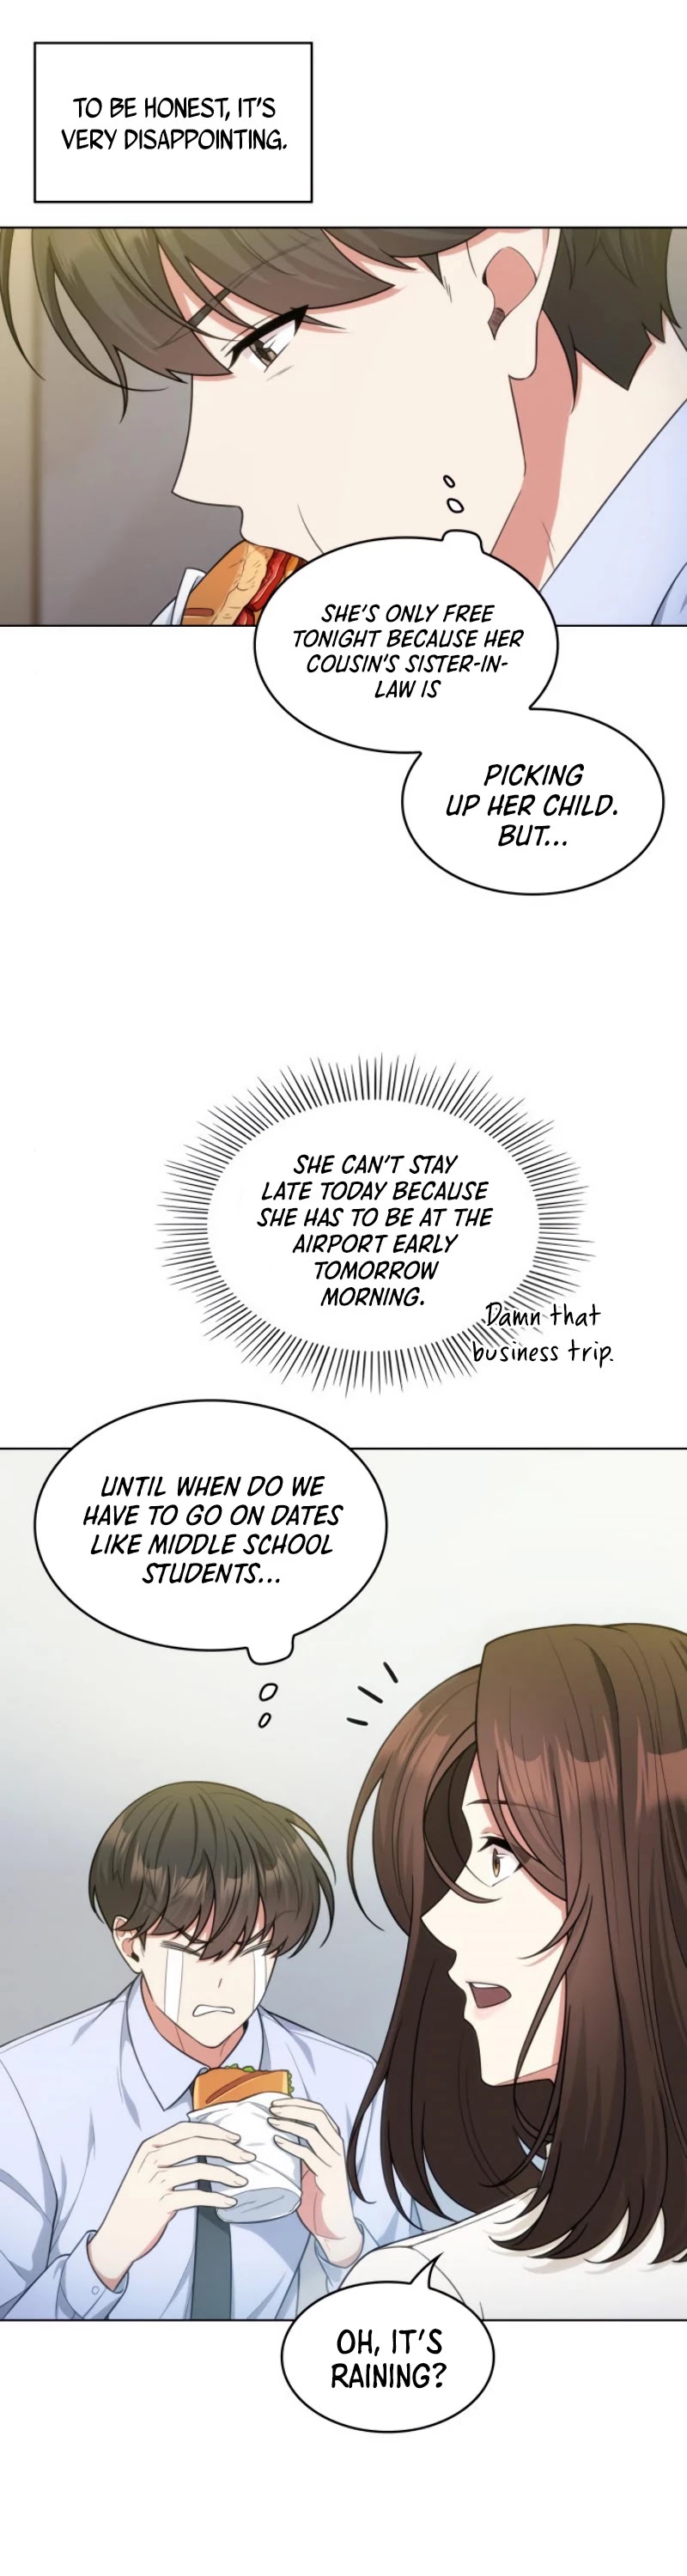 TO BE HONEST, IT'S
VERY DISAPPOINTING.
SHE'S ONLY FREE
TONIGHT BECAUSE HER
COUSIN'S SISTER-IN-
LAW IS
PICKING
UP HER CHILD.
BUT...
SHE CAN'T STAY
LATE TODAY BECAUSE
SHE HAS TO BE AT THE
AIRPORT EARLY
TOMORROW
MORNING.
Damn that
business trip.
UNTIL WHEN DO WE
HAVE TO GO ON DATES
LIKE MIDDLE SCHOOL
STUDENTS...
OH, IT'S
RAINING?